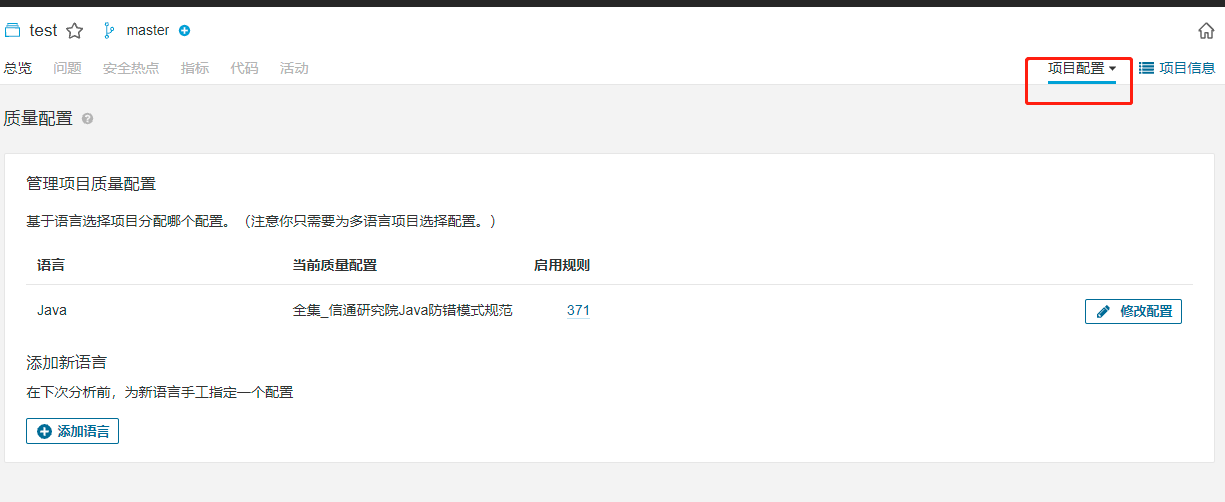 test master
总览 问题 安全热点 指标 代码 活动 项目配置 项目信息
质量配置 ?
管理项目质量配置
基于语言选择项目分配哪个配置。（注意你只需要为多语言项目选择配置。）
语言 当前质量配置 启用规则
Java 全集_信通研究院Java防错模式规范 371 修改配置
添加新语言
在下次分析前，为新语言手工指定一个配置
添加语言